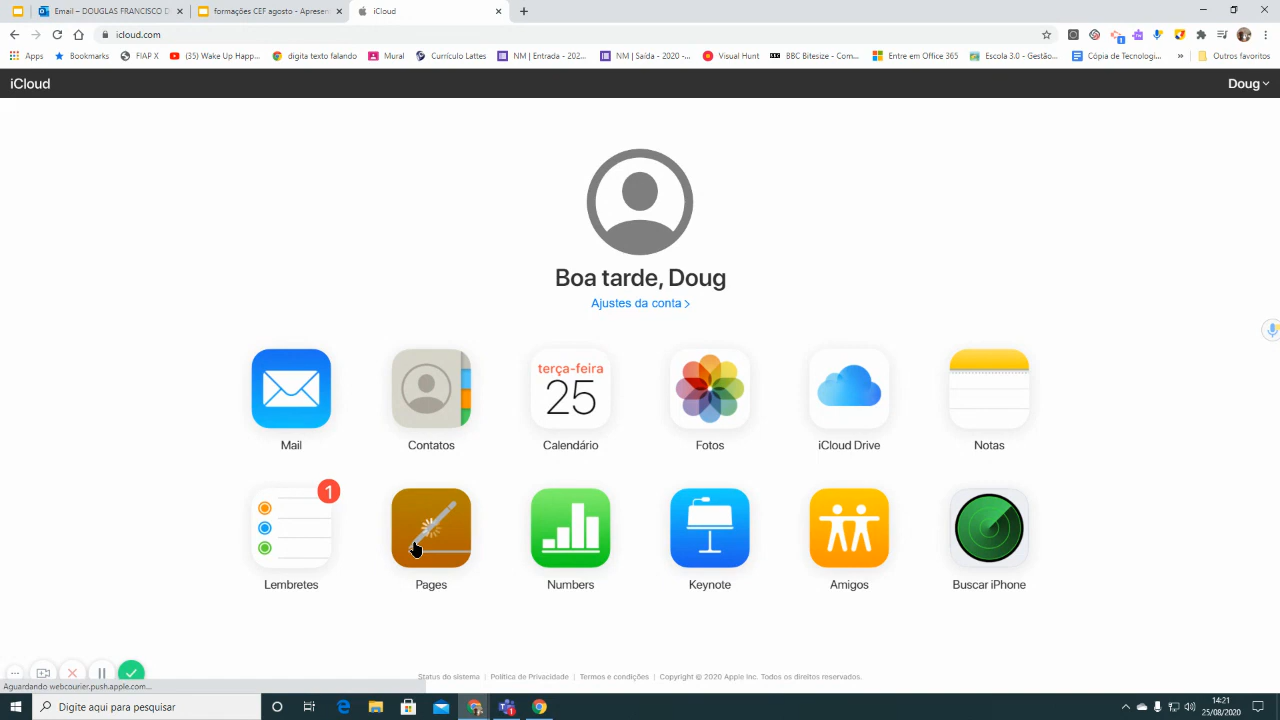 Email – DOUGLAS FRANCISCO D
formações CEF agosto - Apresen
iCloud
icloud.com
Apps
Bookmarks
FIAP X
(35) Wake Up Happ...
digita texto falando
Mural
Currículo Lattes
NM | Entrada - 202...
NM | Saída - 2020 -...
Visual Hunt
BBC BBC Bitesize - Com...
Entre em Office 365
Escola 3.0 - Gestão...
Cópia de Tecnologi...
»
Outros favoritos
iCloud
Doug
Boa tarde, Doug
Ajustes da conta >
terça-feira
25
Mail
Contatos
Calendário
Fotos
iCloud Drive
Notas
1
Lembretes
Pages
Numbers
Keynote
Amigos
Buscar iPhone
Status do sistema | Política de Privacidade | Termos e condições | Copyright © 2020 Apple Inc. Todos os direitos reservados.
Aguardando webcourier.push.apple.com...
Digite aqui para pesquisar
14:21
25/08/2020